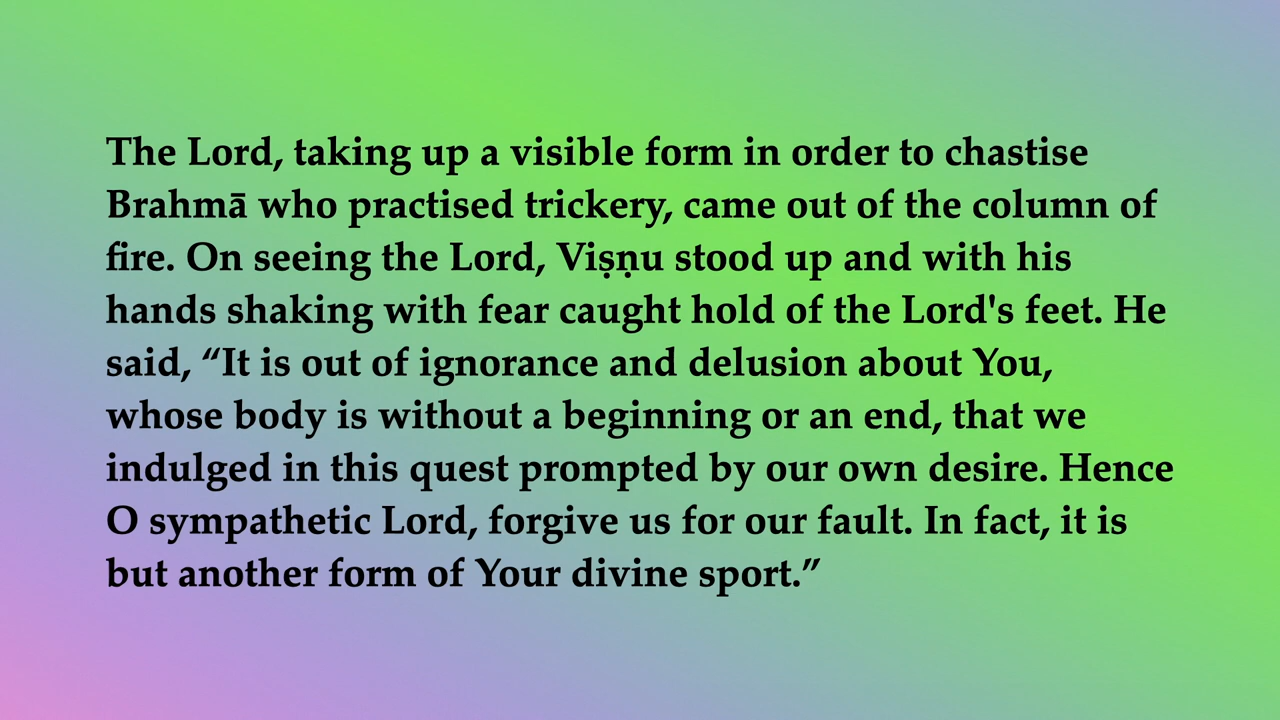 The Lord, taking up a visible form in order to chastise
Brahmā who practised trickery, came out of the column of
fire. On seeing the Lord, Viṣṇu stood up and with his
hands shaking with fear caught hold of the Lord's feet. He
said, “It is out of ignorance and delusion about You,
whose body is without a beginning or an end, that we
indulged in this quest prompted by our own desire. Hence
O sympathetic Lord, forgive us for our fault. In fact, it is
but another form of Your divine sport.”